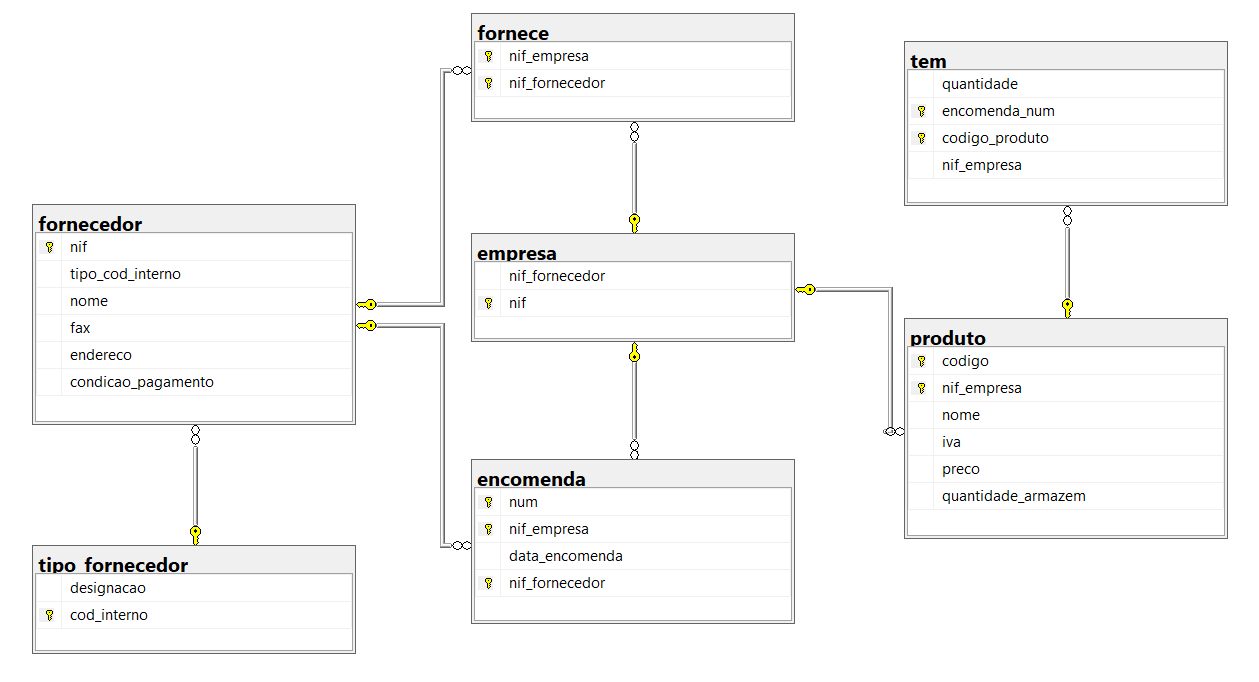 fornece
nif_empresa
nif_fornecedor
tem
quantidade
encomenda_num
codigo_produto
nif_empresa
fornecedor
nif
tipo_cod_interno
nome
fax
endereco
condicao_pagamento
empresa
nif_fornecedor
nif
produto
codigo
nif_empresa
nome
iva
preco
quantidade_armazem
encomenda
num
nif_empresa
data_encomenda
nif_fornecedor
tipo_fornecedor
designacao
cod_interno